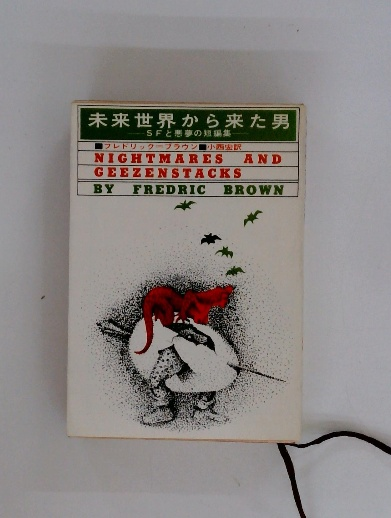 未来世界から来た男
──SFと悪夢の短編集──
■フレドリック＝ブラウン■小西宏訳
NIGHTMARES AND
GEEZENSTACKS
BY FREDRIC BROWN